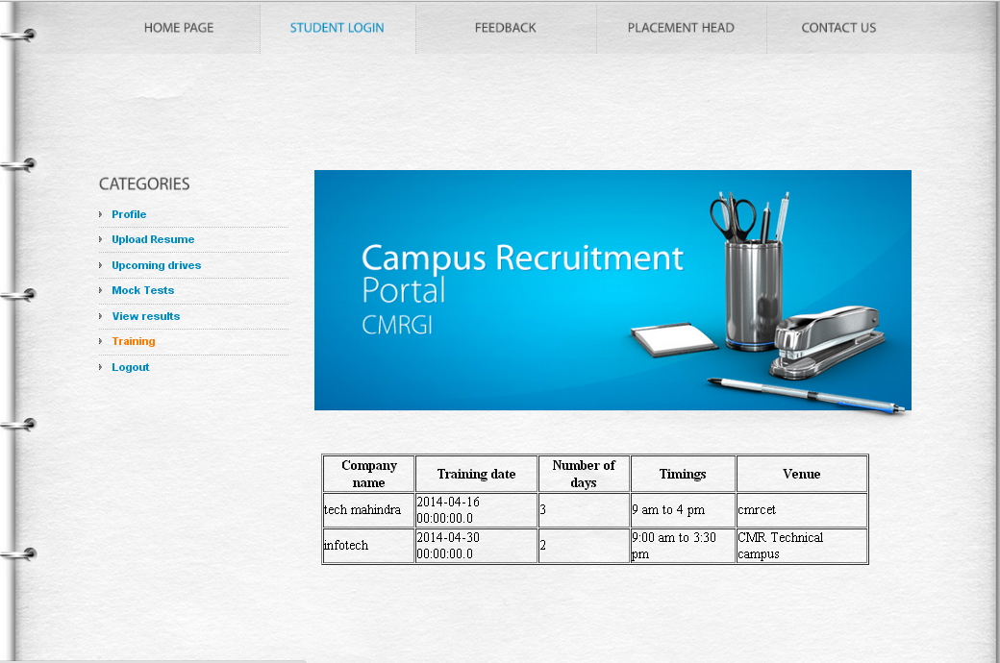 HOME PAGE STUDENT LOGIN FEEDBACK PLACEMENT HEAD CONTACT US
CATEGORIES
Profile
Upload Resume
Upcoming drives
Mock Tests
View results
Training
Logout
Campus Recruitment
Portal
CMRGI
Company name Training date Number of days Timings Venue
tech mahindra 2014-04-16 00:00:00.0 3 9 am to 4 pm cmrcet
infotech 2014-04-30 00:00:00.0 2 9:00 am to 3:30 pm CMR Technical campus